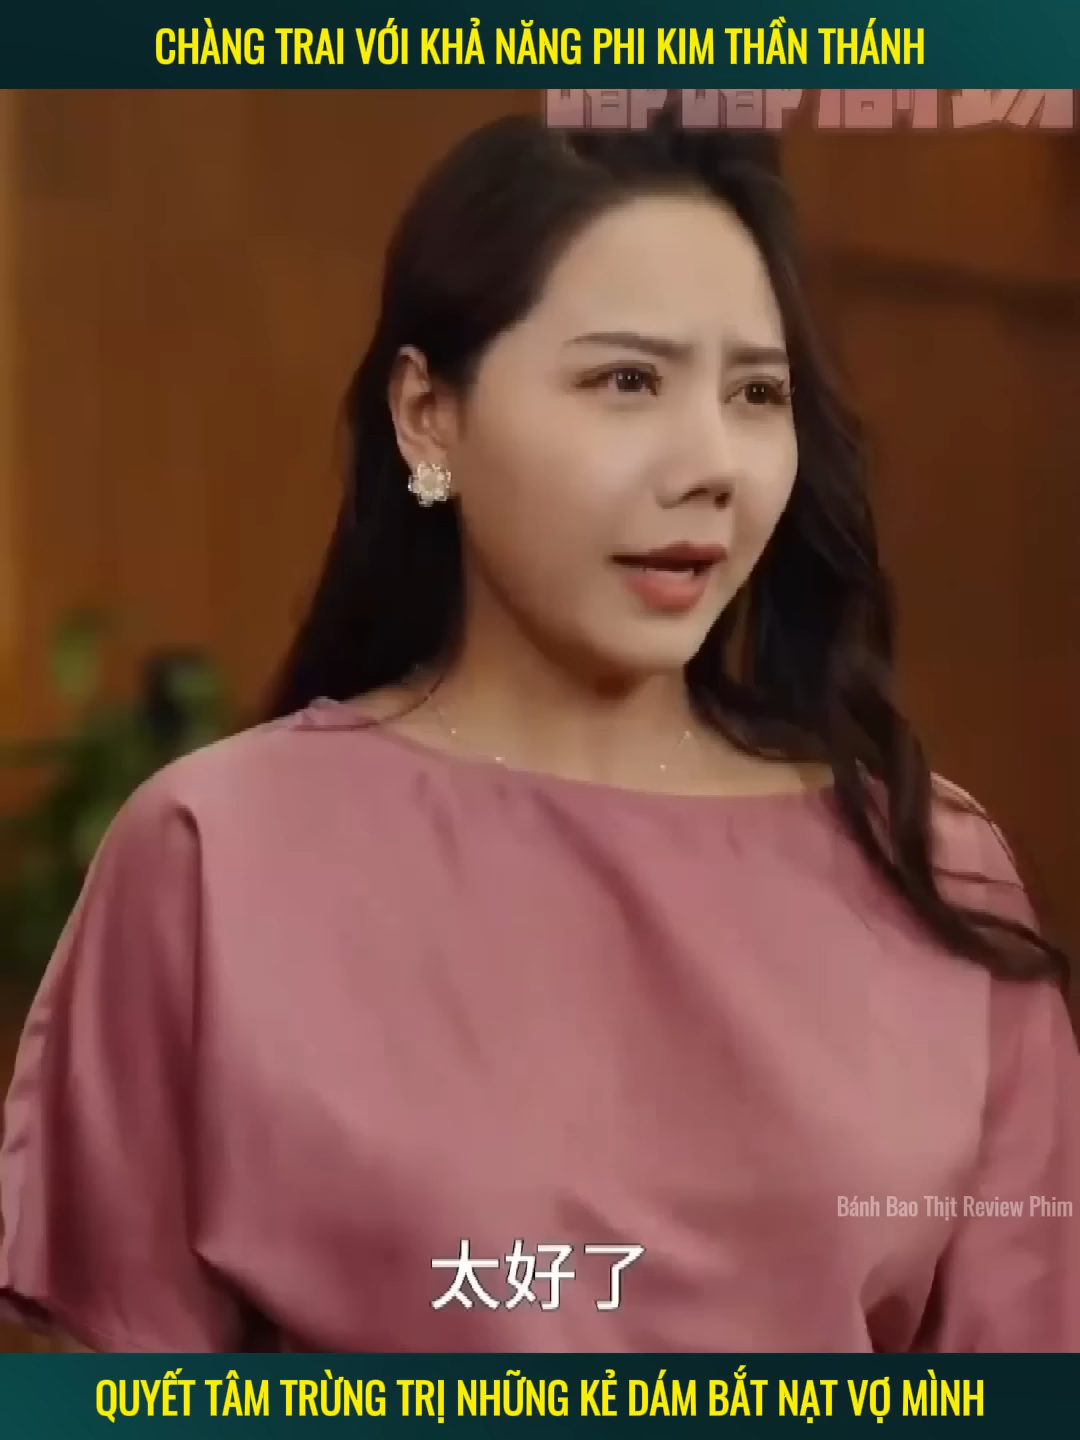 CHÀNG TRAI VỚI KHẢ NĂNG PHI KIM THẦN THÁNH
Bánh Bao Thịt Review Phim
太好了
QUYẾT TÂM TRỪNG TRỊ NHỮNG KẺ DÁM BẮT NẠT VỢ MÌNH